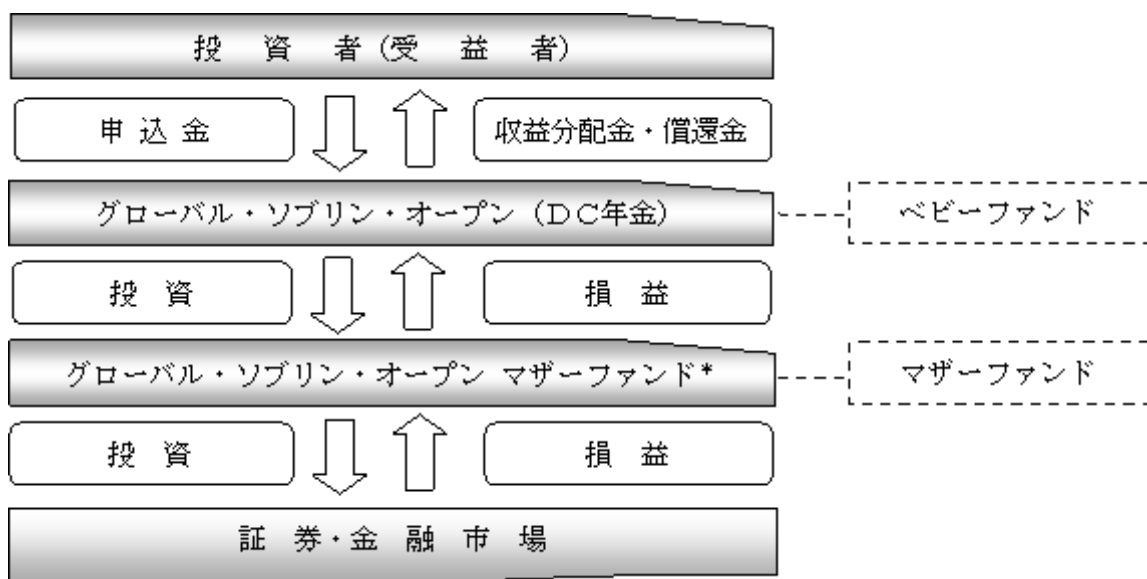 投資者(受益者)
申込金 収益分配金・償還金
グローバル・ソブリン・オープン(DC年金) ベビーファンド
投資 損益
グローバル・ソブリン・オープン マザーファンド* マザーファンド
投資 損益
証券・金融市場